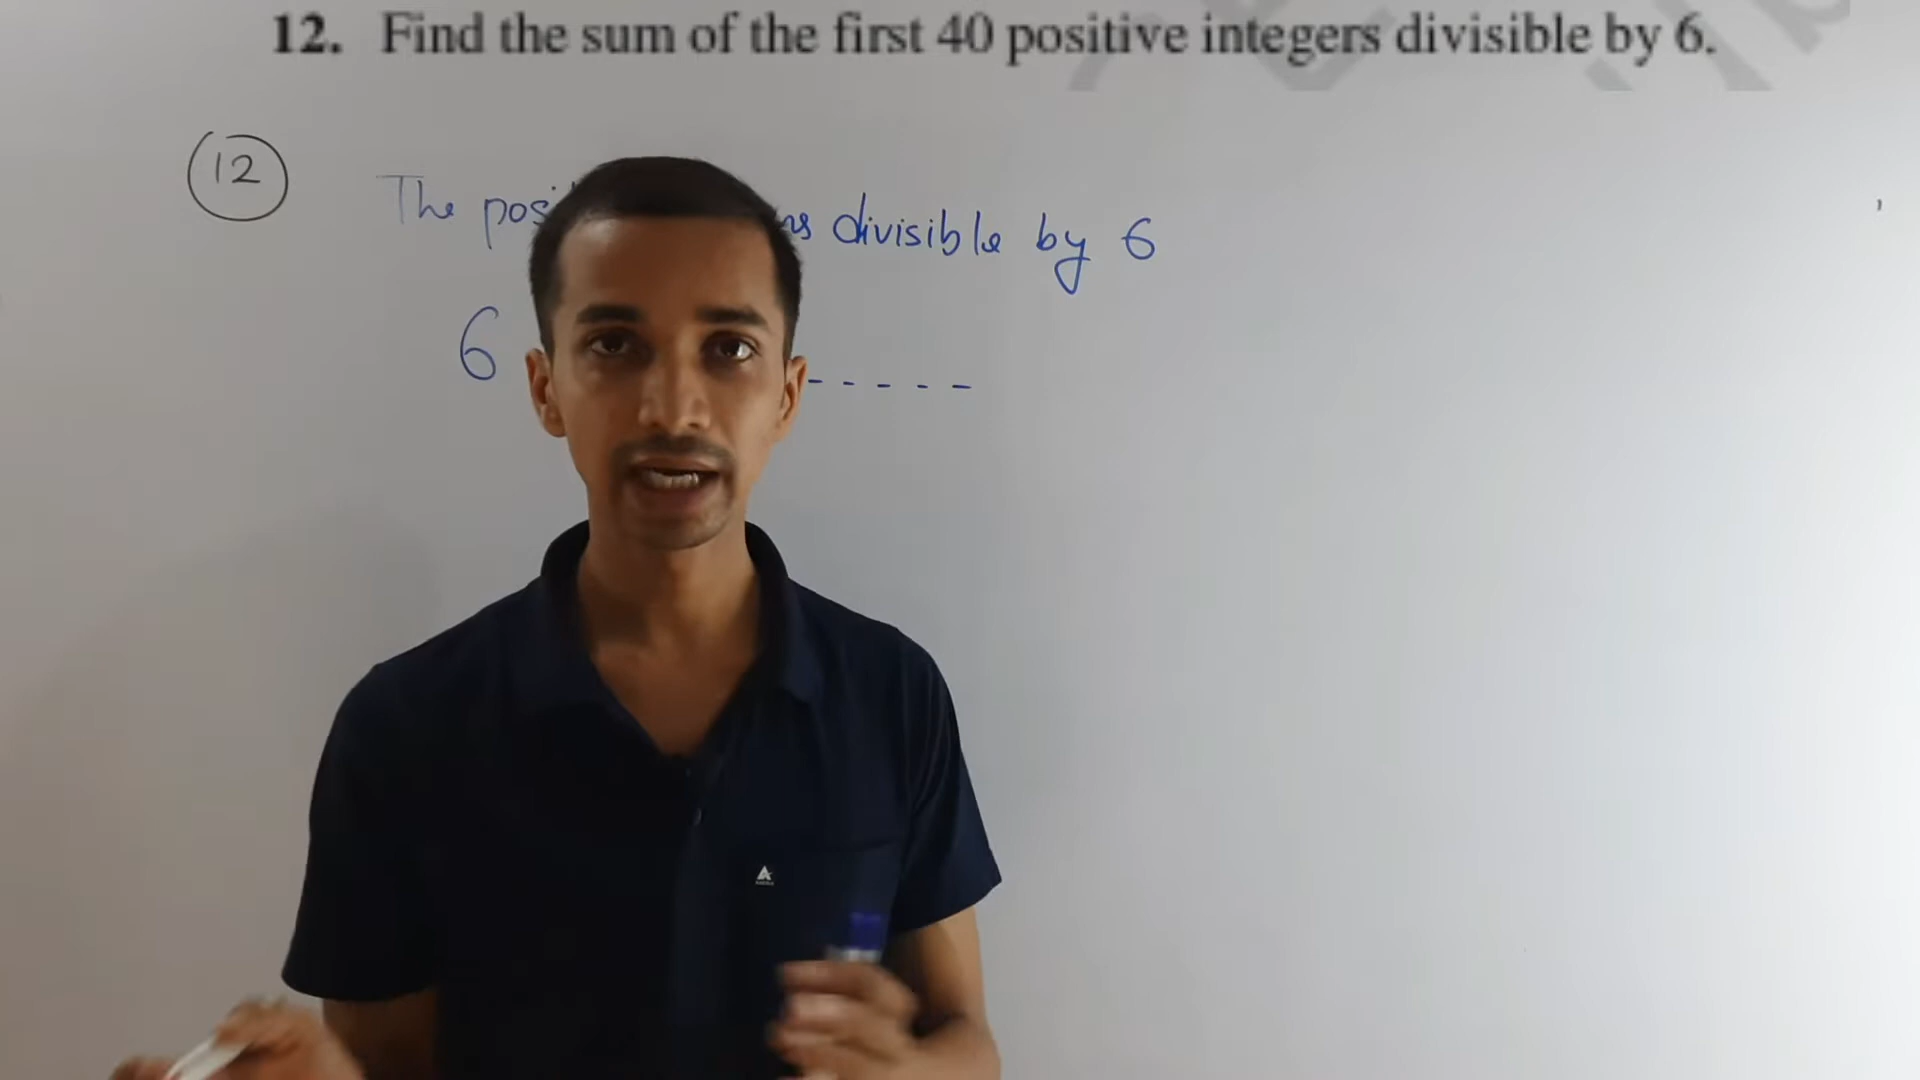 12. Find the sum of the first 40 positive integers divisible by 6.
12
The divisible by 6
6 - - - - -